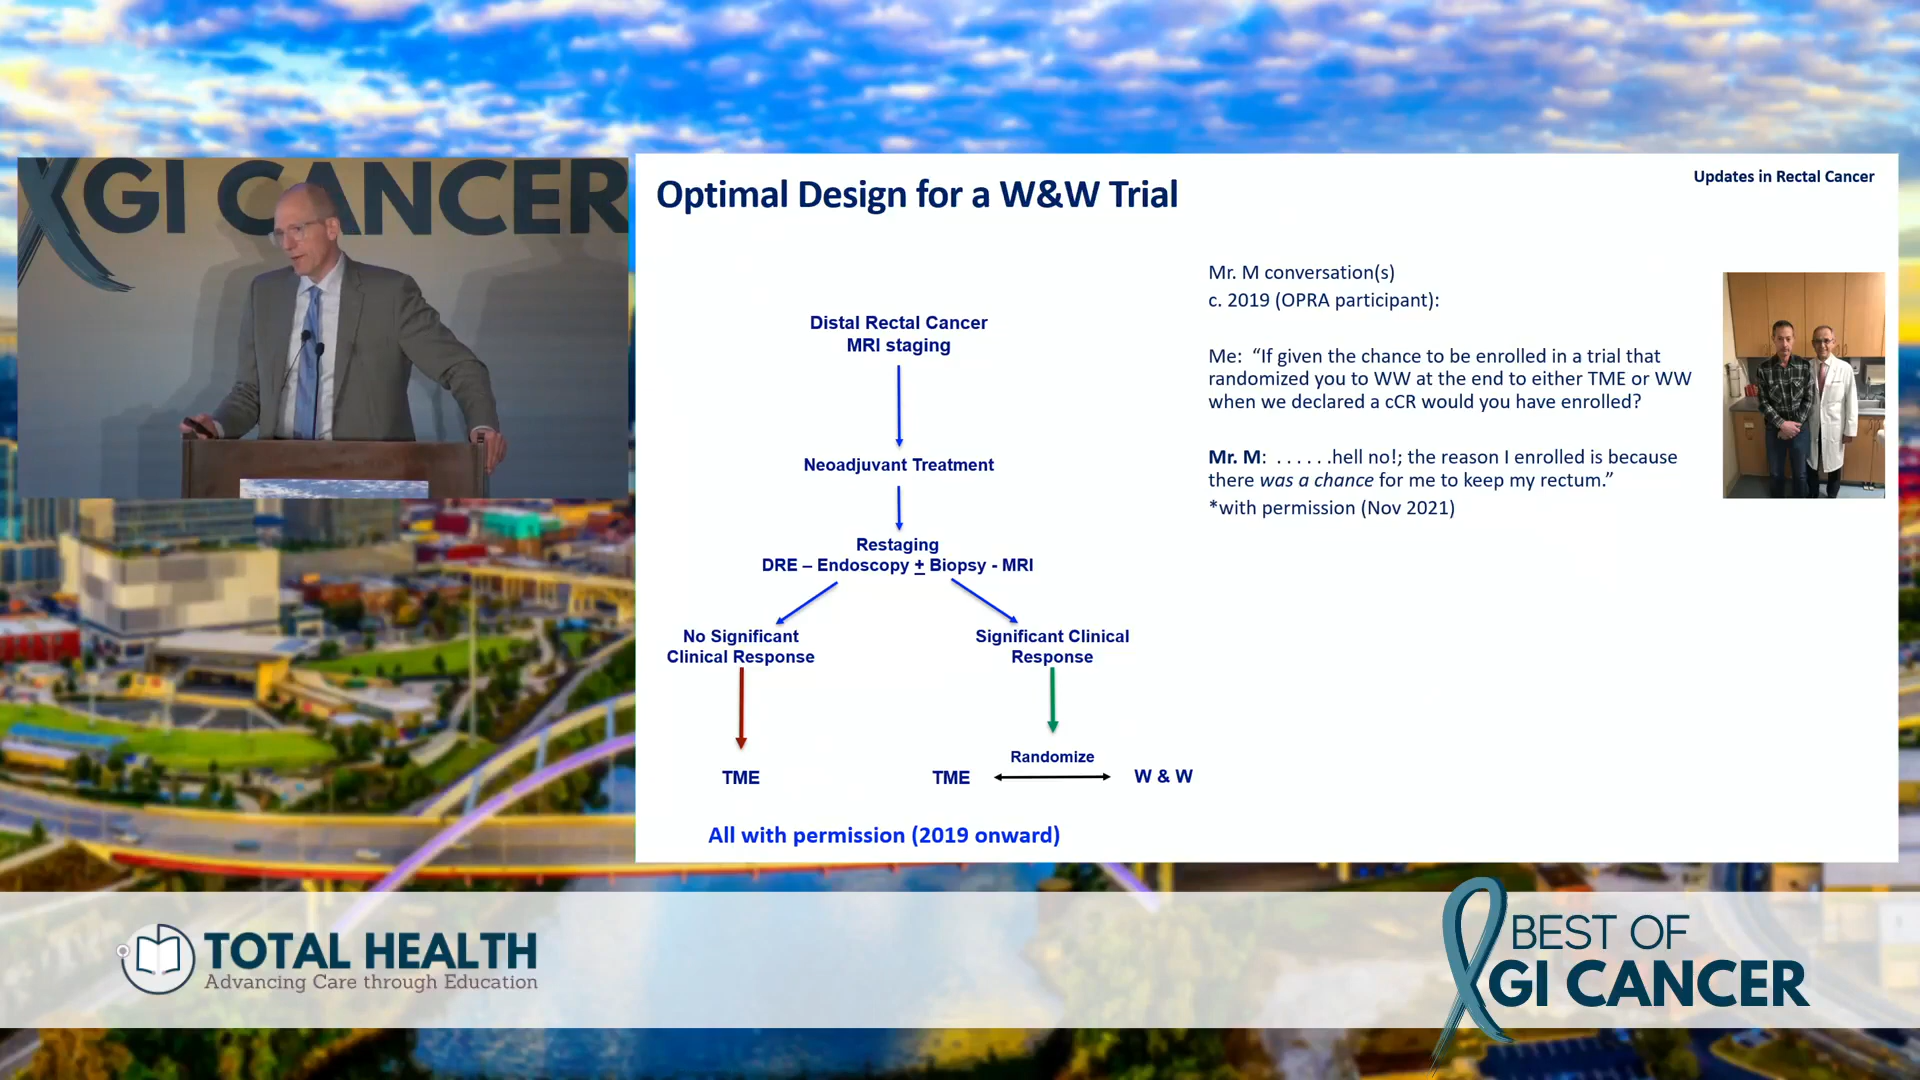 GI CANCER
Optimal Design for a W&W Trial
Updates in Rectal Cancer
Distal Rectal Cancer
MRI staging
Neoadjuvant Treatment
Restaging
DRE – Endoscopy + Biopsy - MRI
No Significant
Clinical Response
Significant Clinical
Response
TME
Randomize
TME
W & W
All with permission (2019 onward)
Mr. M conversation(s)
c. 2019 (OPRA participant):
Me: “If given the chance to be enrolled in a trial that
randomized you to WW at the end to either TME or WW
when we declared a cCR would you have enrolled?
Mr. M: . . . . . .hell no!; the reason I enrolled is because
there was a chance for me to keep my rectum.”
*with permission (Nov 2021)
TOTAL HEALTH
Advancing Care through Education
BEST OF
GI CANCER